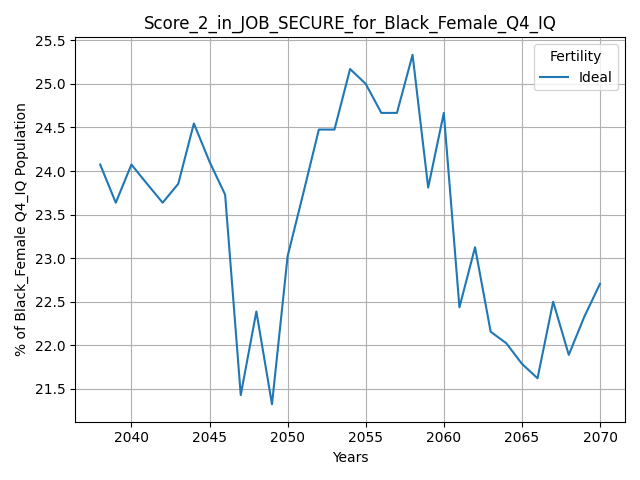 Score_2_in_JOB_SECURE_for_Black_Female_Q4_IQ
Fertility
Ideal
% of Black_Female Q4_IQ Population
25.5
25.0
24.5
24.0
23.5
23.0
22.5
22.0
21.5
2040 2045 2050 2055 2060 2065 2070
Years